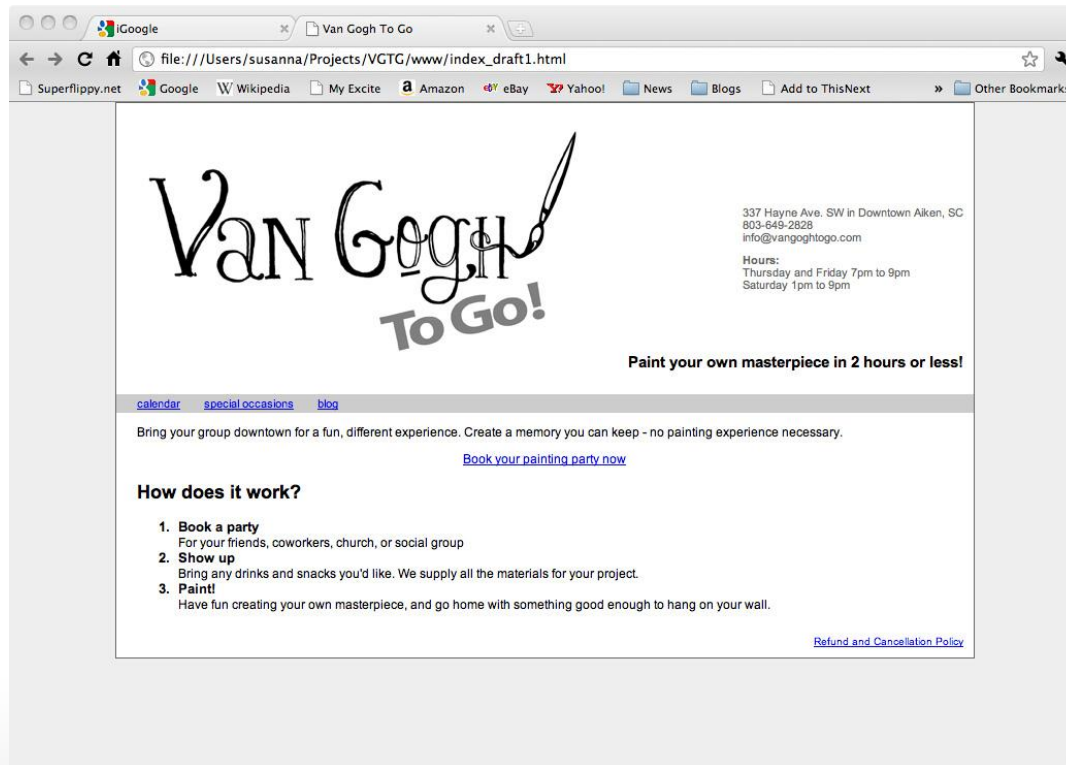 iGoogle
Van Gogh To Go
file:///Users/susanna/Projects/VGTG/www/index_draft1.html
Superflippy.net Google Wikipedia My Excite Amazon eBay Yahoo! News Blogs Add to ThisNext » Other Bookmarks
Van Gogh
To Go!
337 Hayne Ave. SW in Downtown Aiken, SC
803-649-2828
info@vangoghtogo.com
Hours:
Thursday and Friday 7pm to 9pm
Saturday 1pm to 9pm
Paint your own masterpiece in 2 hours or less!
calendar special occasions blog
Bring your group downtown for a fun, different experience. Create a memory you can keep - no painting experience necessary.
Book your painting party now
How does it work?
1. Book a party
For your friends, coworkers, church, or social group
2. Show up
Bring any drinks and snacks you'd like. We supply all the materials for your project.
3. Paint!
Have fun creating your own masterpiece, and go home with something good enough to hang on your wall.
Refund and Cancellation Policy